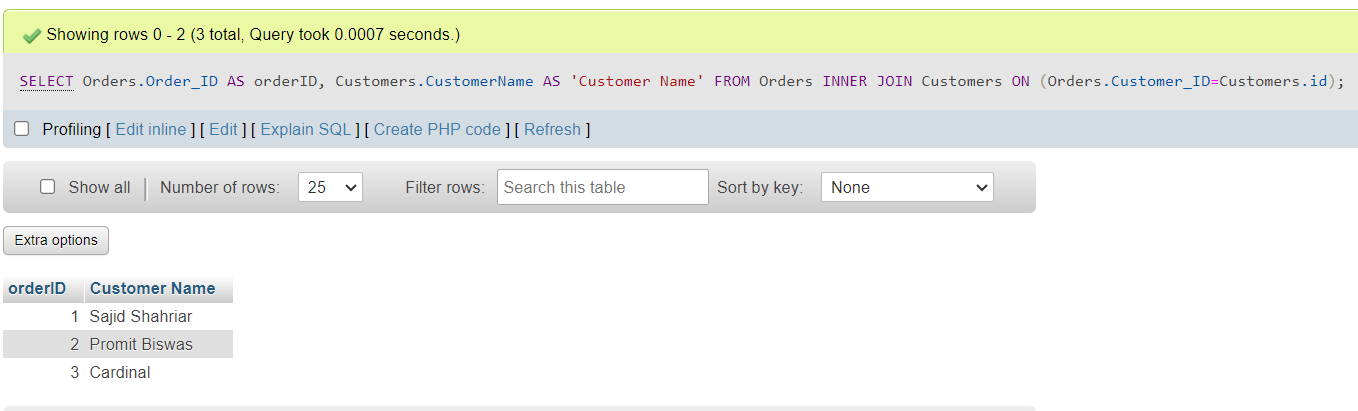 Showing rows 0 - 2 (3 total, Query took 0.0007 seconds.)
SELECT Orders.Order_ID AS orderID, Customers.CustomerName AS 'Customer Name' FROM Orders INNER JOIN Customers ON (Orders.Customer_ID=Customers.id);
Profiling [ Edit inline ] [ Edit ] [ Explain SQL ] [ Create PHP code ] [ Refresh ]
Show all Number of rows: 25 Filter rows: Search this table Sort by key: None
Extra options
orderID Customer Name
1 Sajid Shahriar
2 Promit Biswas
3 Cardinal